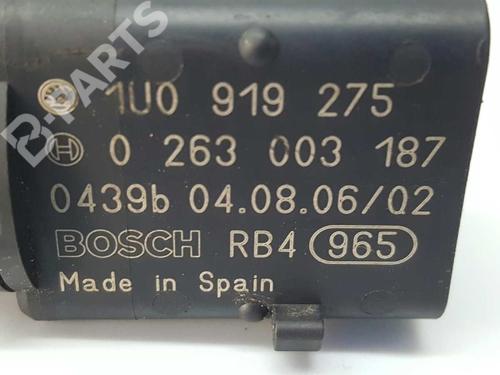 B-PARTS
1U0 919 275
0 263 003 187
0439b 04.08.06/02
BOSCH RB4 965
Made in Spain